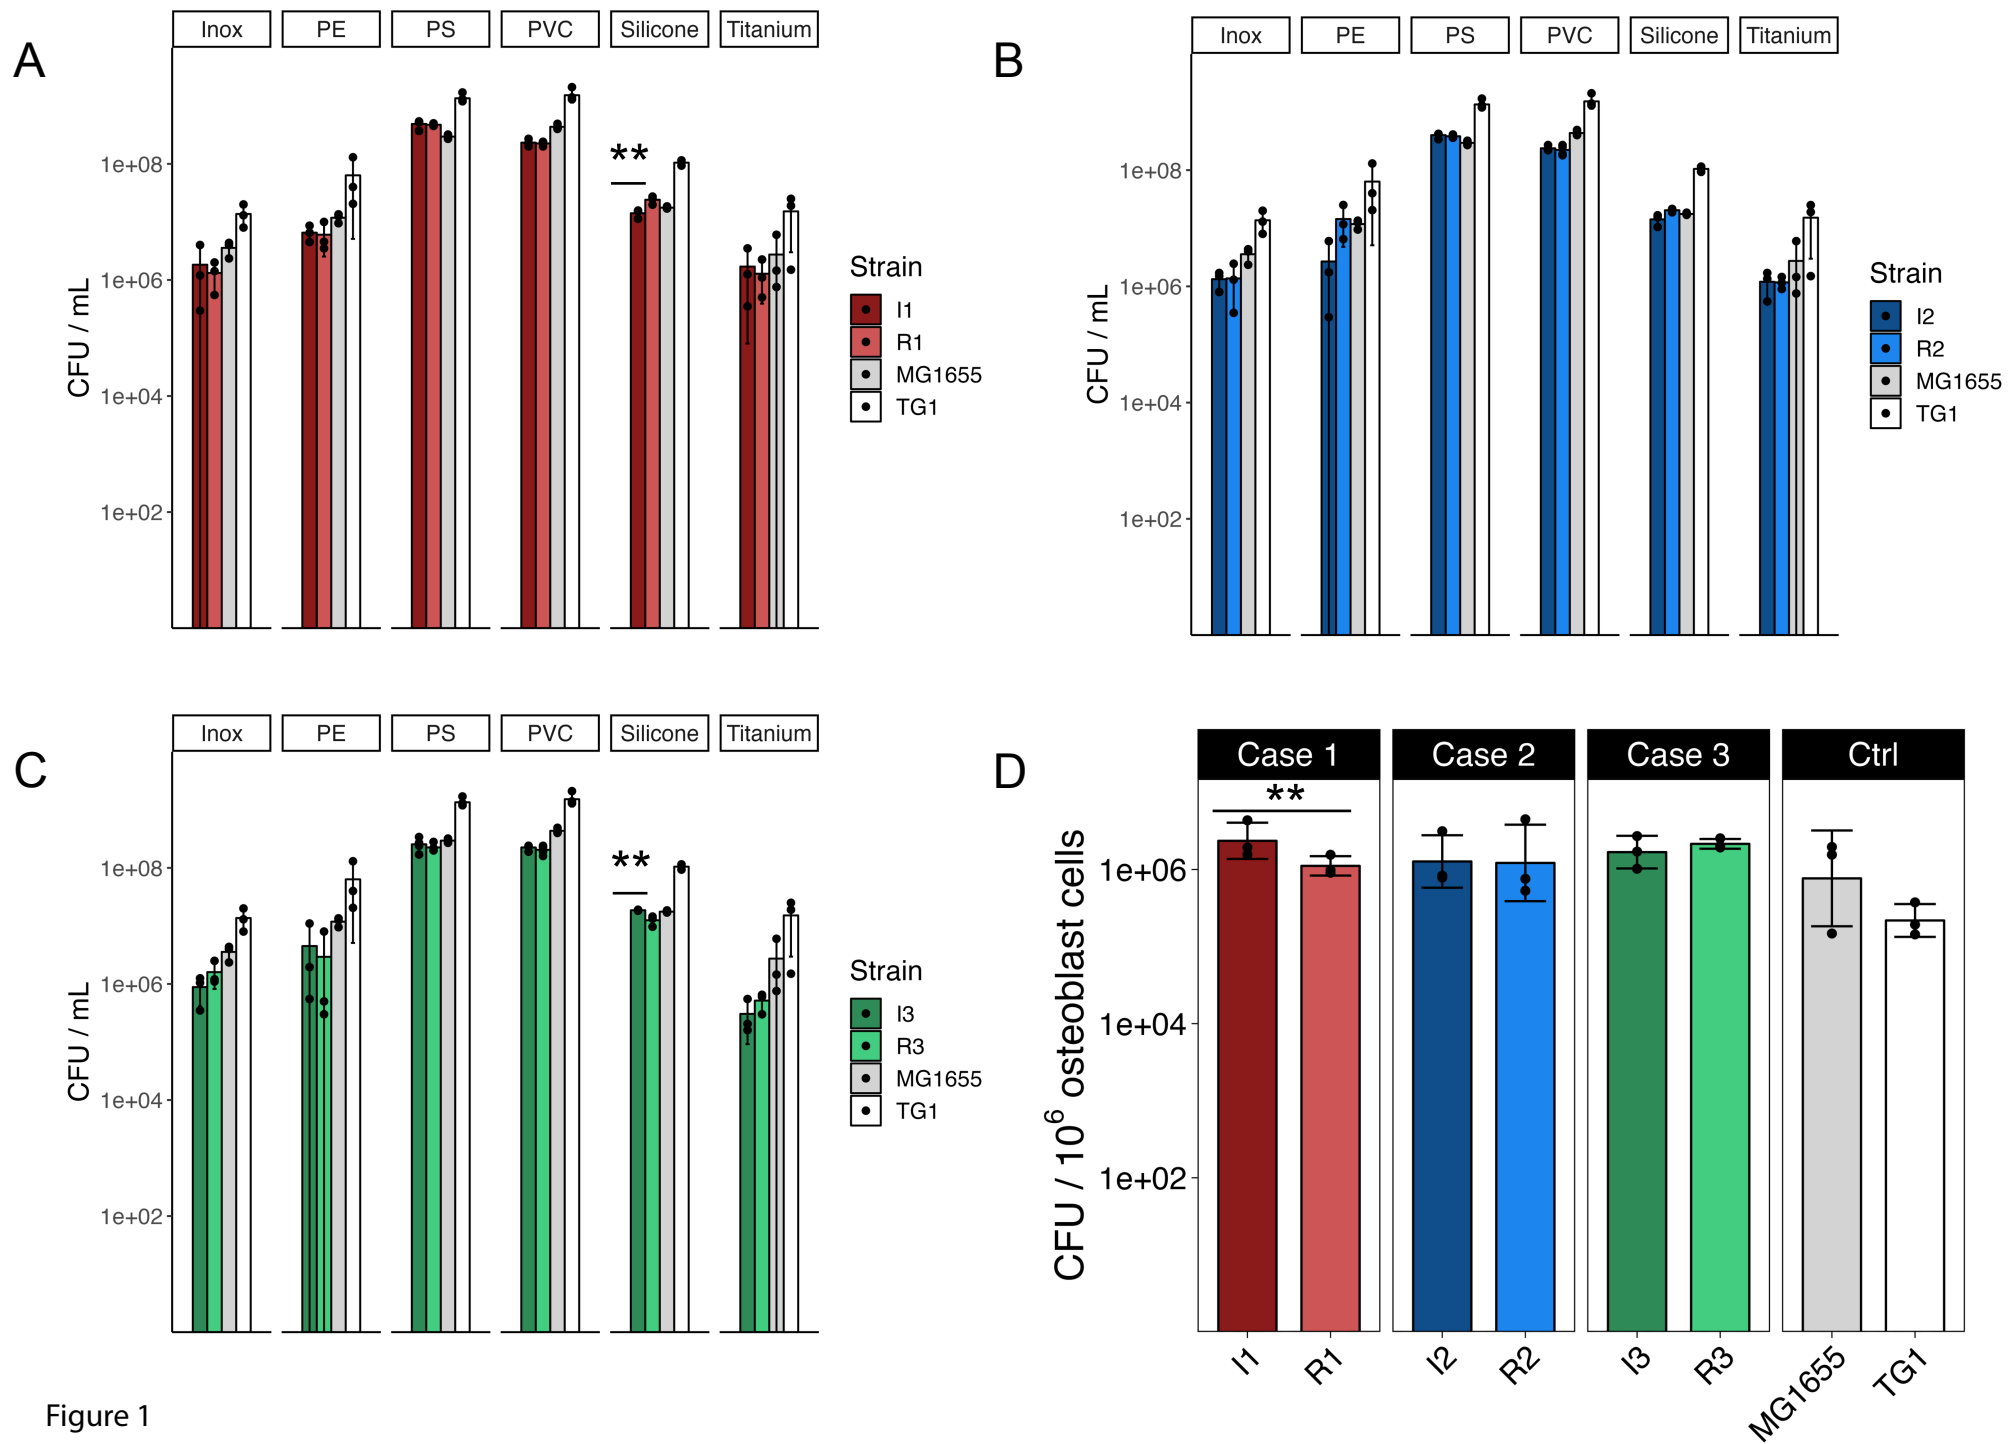 A
Inox PE PS PVC Silicone Titanium
CFU / mL
1e+08
1e+06
1e+04
1e+02
**
Strain
I1
R1
MG1655
TG1
B
Inox PE PS PVC Silicone Titanium
CFU / mL
1e+08
1e+06
1e+04
1e+02
Strain
I2
R2
MG1655
TG1
C
Inox PE PS PVC Silicone Titanium
CFU / mL
1e+08
1e+06
1e+04
1e+02
**
Strain
I3
R3
MG1655
TG1
D
Case 1 Case 2 Case 3 Ctrl
**
CFU / 10⁶ osteoblast cells
1e+06
1e+04
1e+02
I1 R1 I2 R2 I3 R3 MG1655 TG1
Figure 1